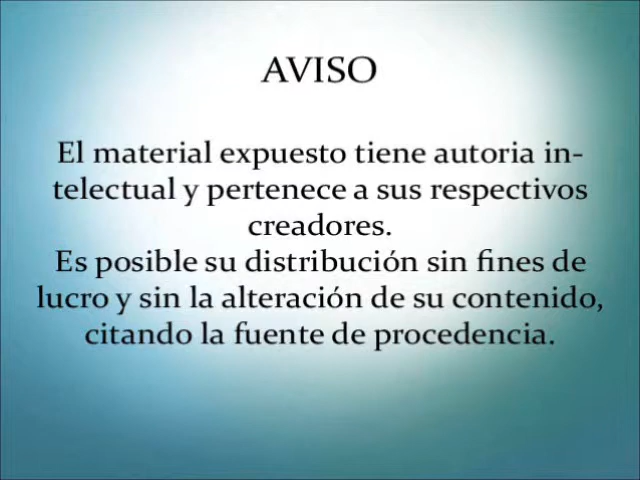 AVISO
El material expuesto tiene autoria in-
telectual y pertenece a sus respectivos
creadores.
Es posible su distribución sin fines de
lucro y sin la alteración de su contenido,
citando la fuente de procedencia.